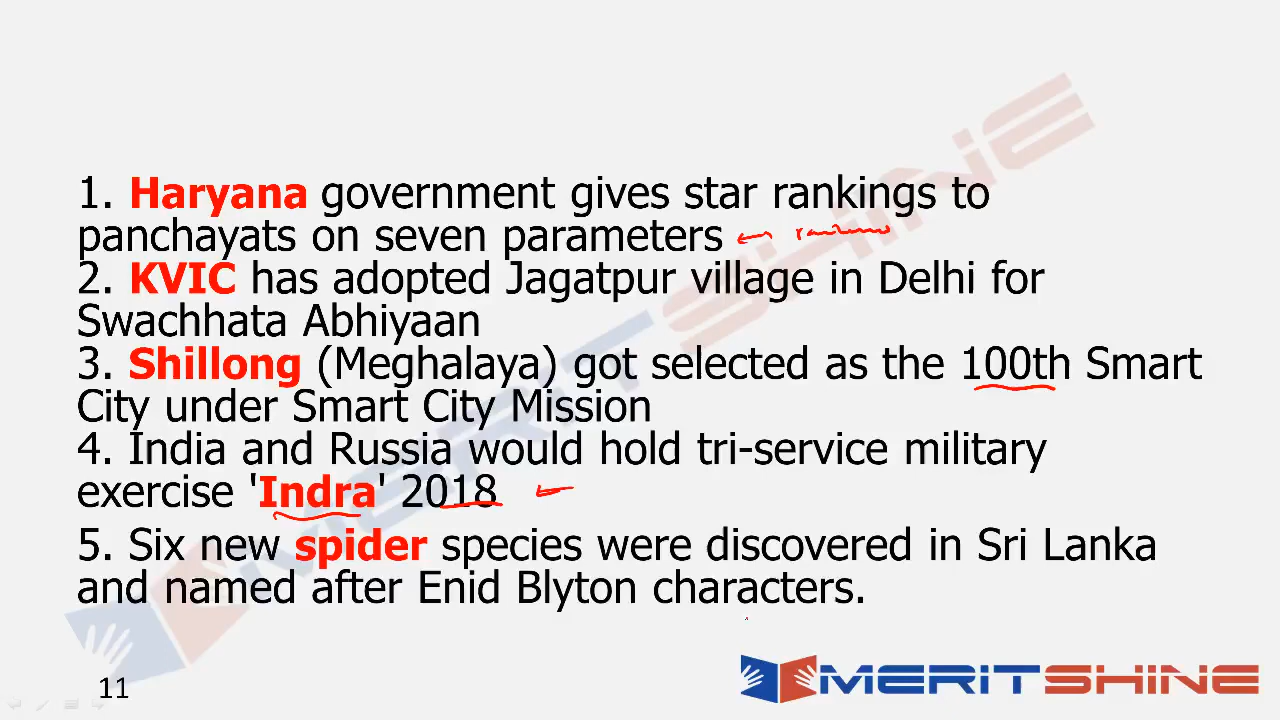 1. Haryana government gives star rankings to
panchayats on seven parameters
2. KVIC has adopted Jagatpur village in Delhi for
Swachhata Abhiyaan
3. Shillong (Meghalaya) got selected as the 100th Smart
City under Smart City Mission
4. India and Russia would hold tri-service military
exercise 'Indra' 2018
5. Six new spider species were discovered in Sri Lanka
and named after Enid Blyton characters.
MERITSHINE
11
MERITSHINE